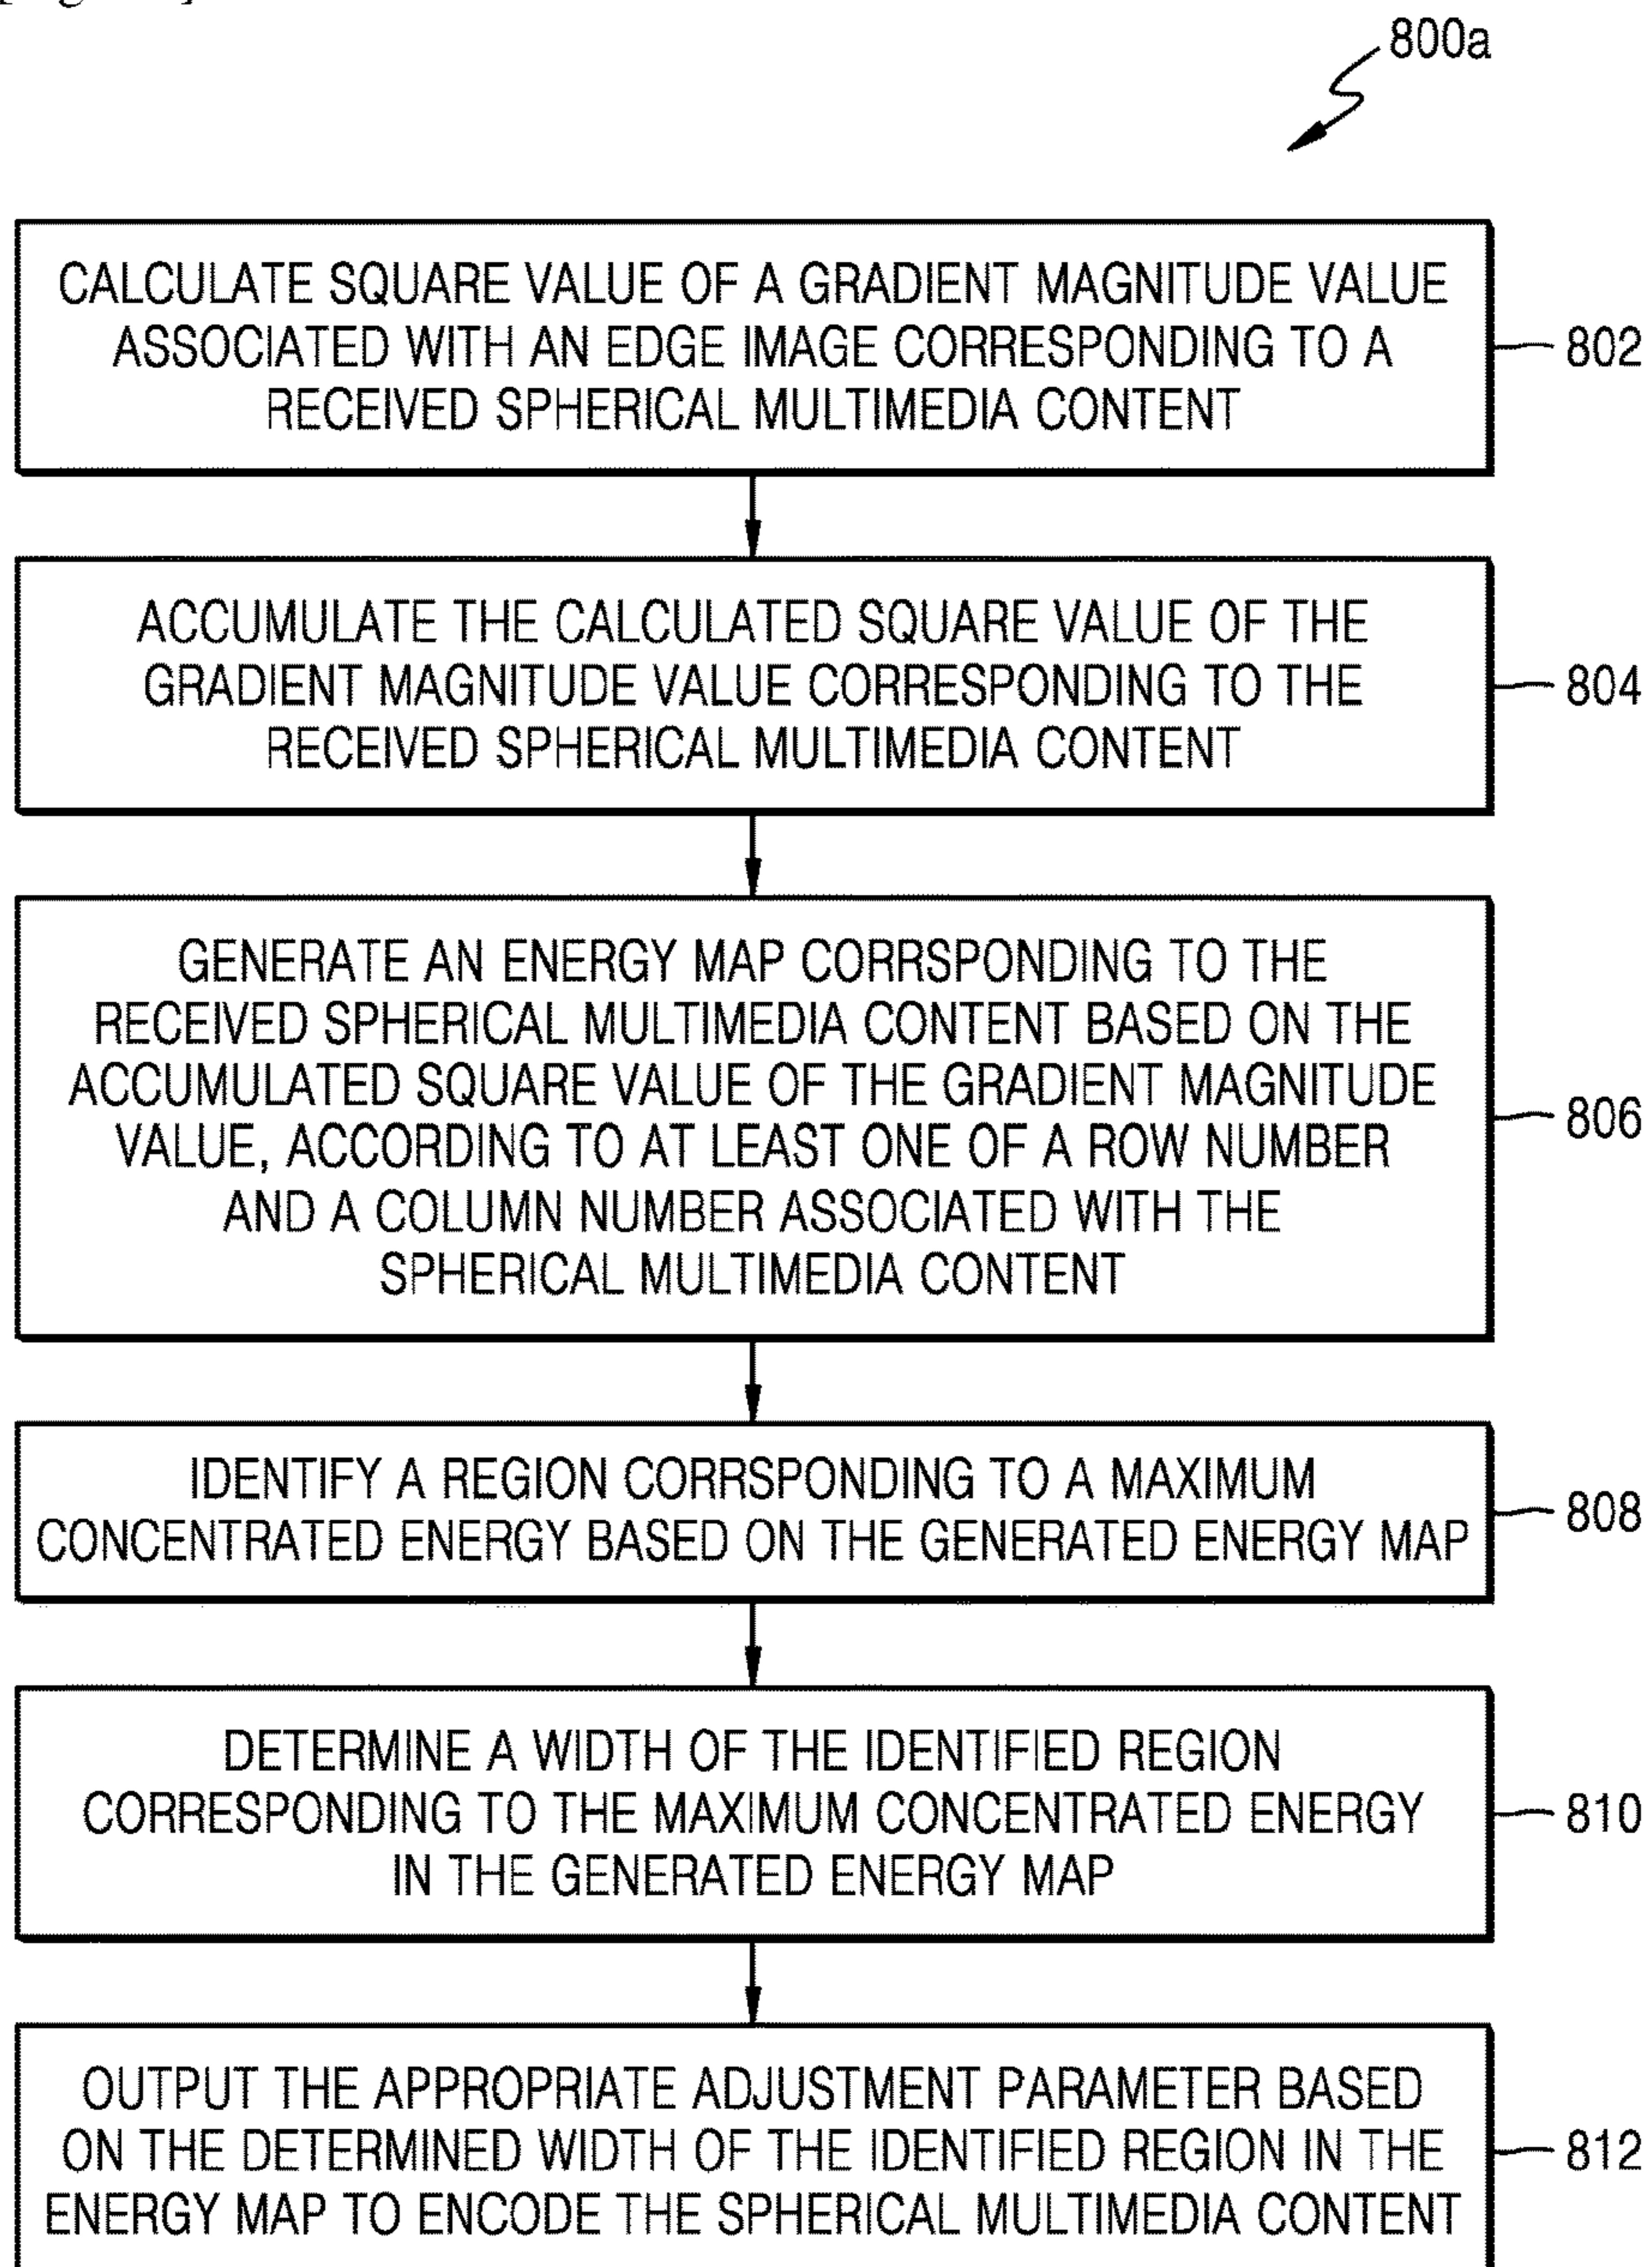 800a
CALCULATE SQUARE VALUE OF A GRADIENT MAGNITUDE VALUE
ASSOCIATED WITH AN EDGE IMAGE CORRESPONDING TO A
RECEIVED SPHERICAL MULTIMEDIA CONTENT
802
ACCUMULATE THE CALCULATED SQUARE VALUE OF THE
GRADIENT MAGNITUDE VALUE CORRESPONDING TO THE
RECEIVED SPHERICAL MULTIMEDIA CONTENT
804
GENERATE AN ENERGY MAP CORRSPONDING TO THE
RECEIVED SPHERICAL MULTIMEDIA CONTENT BASED ON THE
ACCUMULATED SQUARE VALUE OF THE GRADIENT MAGNITUDE
VALUE, ACCORDING TO AT LEAST ONE OF A ROW NUMBER
AND A COLUMN NUMBER ASSOCIATED WITH THE
SPHERICAL MULTIMEDIA CONTENT
806
IDENTIFY A REGION CORRSPONDING TO A MAXIMUM
CONCENTRATED ENERGY BASED ON THE GENERATED ENERGY MAP
808
DETERMINE A WIDTH OF THE IDENTIFIED REGION
CORRESPONDING TO THE MAXIMUM CONCENTRATED ENERGY
IN THE GENERATED ENERGY MAP
810
OUTPUT THE APPROPRIATE ADJUSTMENT PARAMETER BASED
ON THE DETERMINED WIDTH OF THE IDENTIFIED REGION IN THE
ENERGY MAP TO ENCODE THE SPHERICAL MULTIMEDIA CONTENT
812